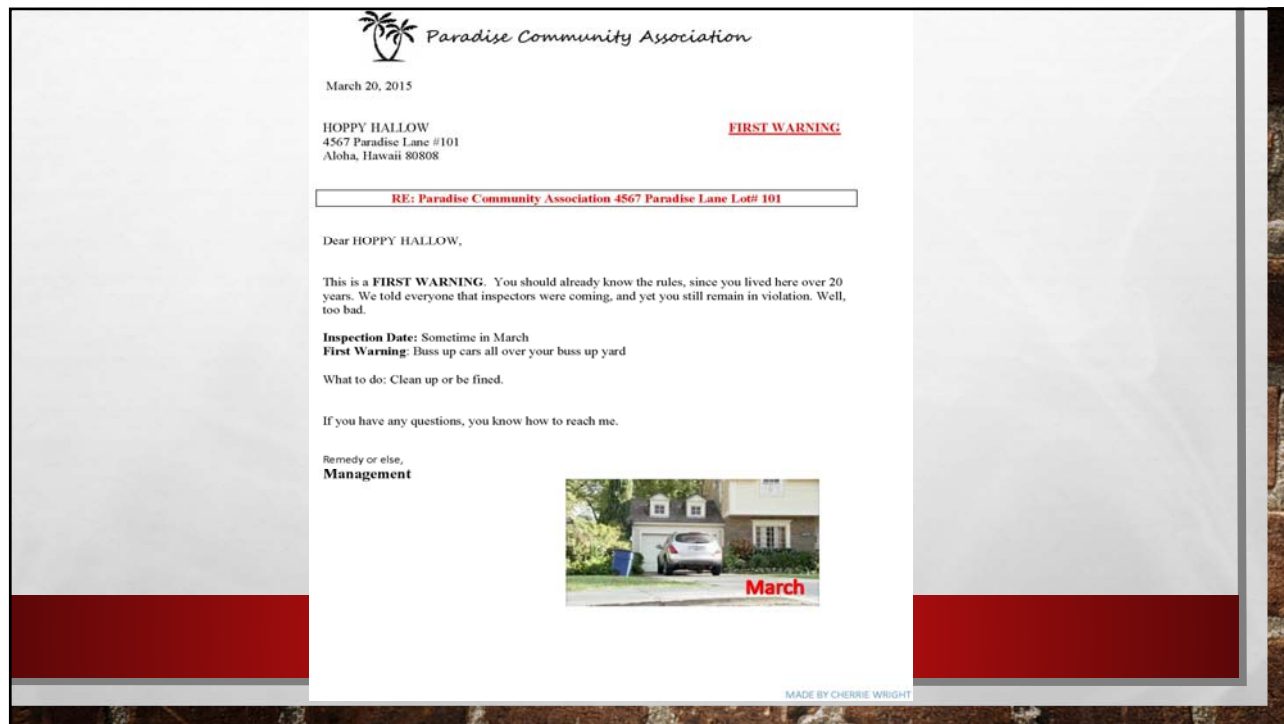 Paradise Community Association
March 20, 2015
HOPPY HALLOW
FIRST WARNING
4567 Paradise Lane #101
Aloha, Hawaii 80808
RE: Paradise Community Association 4567 Paradise Lane Lot# 101
Dear HOPPY HALLOW,
This is a FIRST WARNING.  You should already know the rules, since you lived here over 20
years. We told everyone that inspectors were coming, and yet you still remain in violation. Well,
too bad.
Inspection Date: Sometime in March
First Warning: Buss up cars all over your buss up yard
What to do: Clean up or be fined.
If you have any questions, you know how to reach me.
Remedy or else,
Management
March
MADE BY CHERRIE WRIGHT